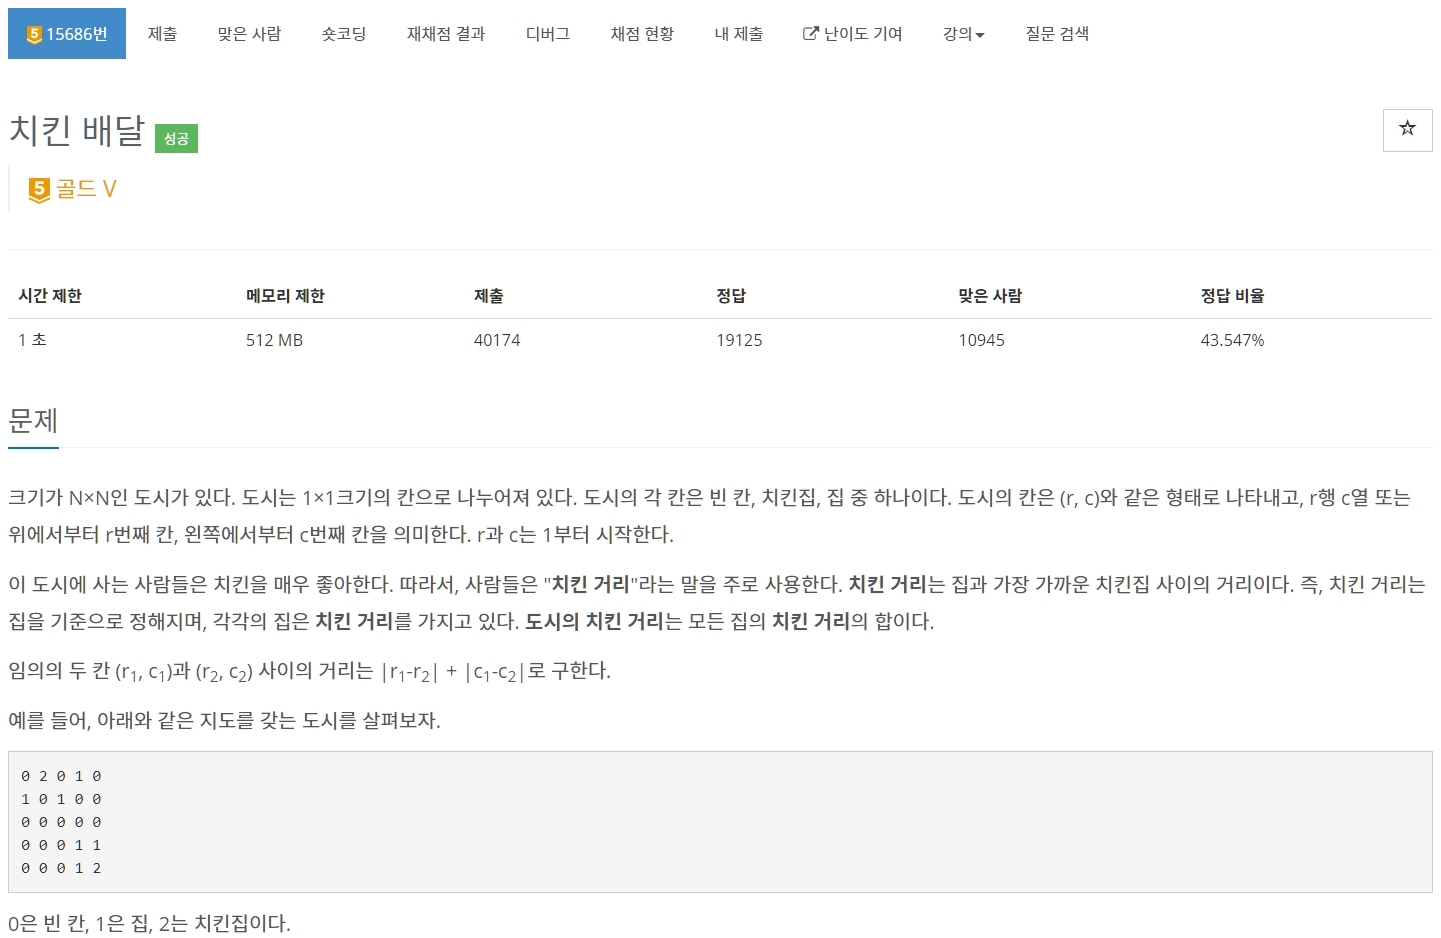 5 15686번 제출 맞은 사람 숏코딩 재채점 결과 디버그 채점 현황 내 제출 난이도 기여 강의 질문 검색
치킨 배달 성공
5 골드 V
시간 제한 메모리 제한 제출 정답 맞은 사람 정답 비율
1 초 512 MB 40174 19125 10945 43.547%
문제
크기가 N×N인 도시가 있다. 도시는 1×1크기의 칸으로 나누어져 있다. 도시의 각 칸은 빈 칸, 치킨집, 집 중 하나이다. 도시의 칸은 (r, c)와 같은 형태로 나타내고, r행 c열 또는
위에서부터 r번째 칸, 왼쪽에서부터 c번째 칸을 의미한다. r과 c는 1부터 시작한다.
이 도시에 사는 사람들은 치킨을 매우 좋아한다. 따라서, 사람들은 "치킨 거리"라는 말을 주로 사용한다. 치킨 거리는 집과 가장 가까운 치킨집 사이의 거리이다. 즉, 치킨 거리는
집을 기준으로 정해지며, 각각의 집은 치킨 거리를 가지고 있다. 도시의 치킨 거리는 모든 집의 치킨 거리의 합이다.
임의의 두 칸 (r1, c1)과 (r2, c2) 사이의 거리는 |r1-r2| + |c1-c2|로 구한다.
예를 들어, 아래와 같은 지도를 갖는 도시를 살펴보자.
0 2 0 1 0
1 0 1 0 0
0 0 0 0 0
0 0 0 1 1
0 0 0 1 2
0은 빈 칸, 1은 집, 2는 치킨집이다.